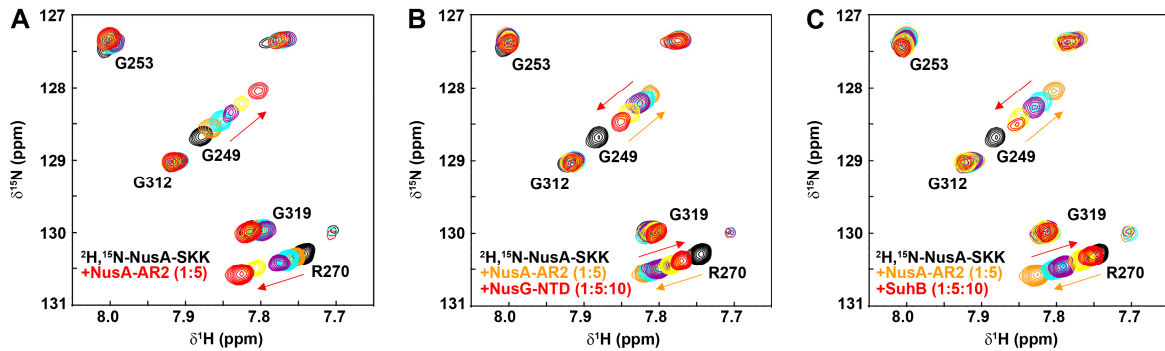 A
127
128
129
130
131
δ¹⁵N (ppm)
8.0
7.9
7.8
7.7
δ¹H (ppm)
G253
G249
G312
G319
R270
²H,¹⁵N-NusA-SKK
+NusA-AR2 (1:5)
B
127
128
129
130
131
δ¹⁵N (ppm)
8.0
7.9
7.8
7.7
δ¹H (ppm)
G253
G249
G312
G319
R270
²H,¹⁵N-NusA-SKK
+NusA-AR2 (1:5)
+NusG-NTD (1:5:10)
C
127
128
129
130
131
δ¹⁵N (ppm)
8.0
7.9
7.8
7.7
δ¹H (ppm)
G253
G249
G312
G319
R270
²H,¹⁵N-NusA-SKK
+NusA-AR2 (1:5)
+SuhB (1:5:10)